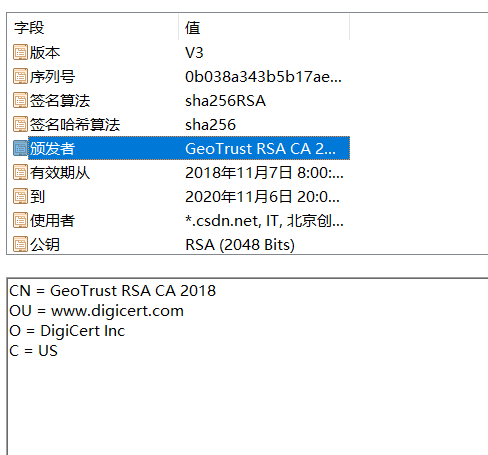 字段 值
版本 V3
序列号 0b038a343b5b17ae...
签名算法 sha256RSA
签名哈希算法 sha256
颁发者 GeoTrust RSA CA 2...
有效期从 2018年11月7日 8:00:...
到 2020年11月6日 20:0...
使用者 *.csdn.net, IT, 北京创...
公钥 RSA (2048 Bits)
CN = GeoTrust RSA CA 2018
OU = www.digicert.com
O = DigiCert Inc
C = US